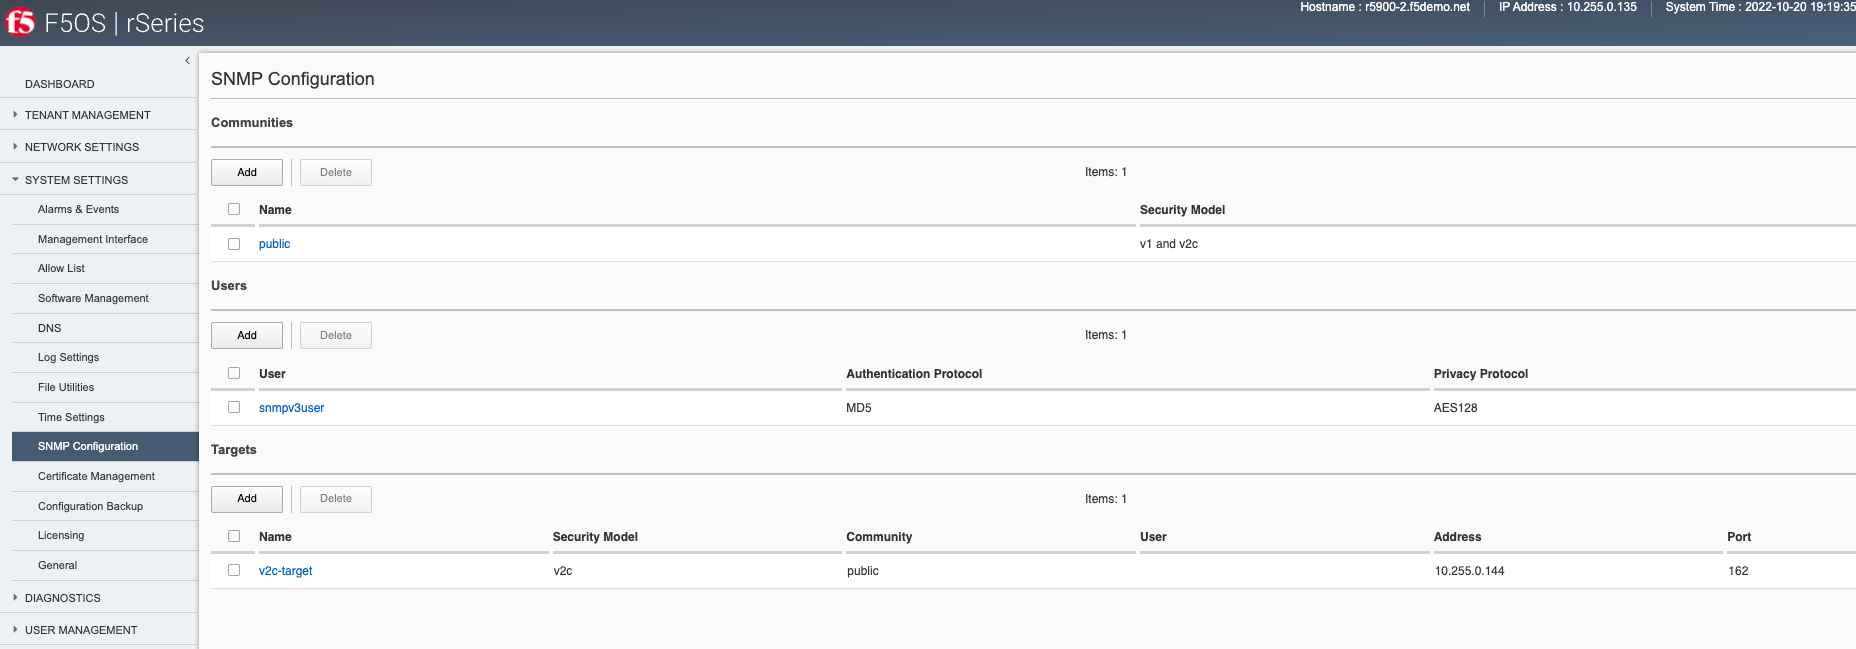 f5 F5OS | rSeries
Hostname : r5900-2.f5demo.net IP Address : 10.255.0.135 System Time : 2022-10-20 19:19:35
DASHBOARD
TENANT MANAGEMENT
NETWORK SETTINGS
SYSTEM SETTINGS
Alarms & Events
Management Interface
Allow List
Software Management
DNS
Log Settings
File Utilities
Time Settings
SNMP Configuration
Certificate Management
Configuration Backup
Licensing
General
DIAGNOSTICS
USER MANAGEMENT
SNMP Configuration
Communities
Add Delete Items: 1
Name Security Model
public v1 and v2c
Users
Add Delete Items: 1
User Authentication Protocol Privacy Protocol
snmpv3user MD5 AES128
Targets
Add Delete Items: 1
Name Security Model Community User Address Port
v2c-target v2c public 10.255.0.144 162